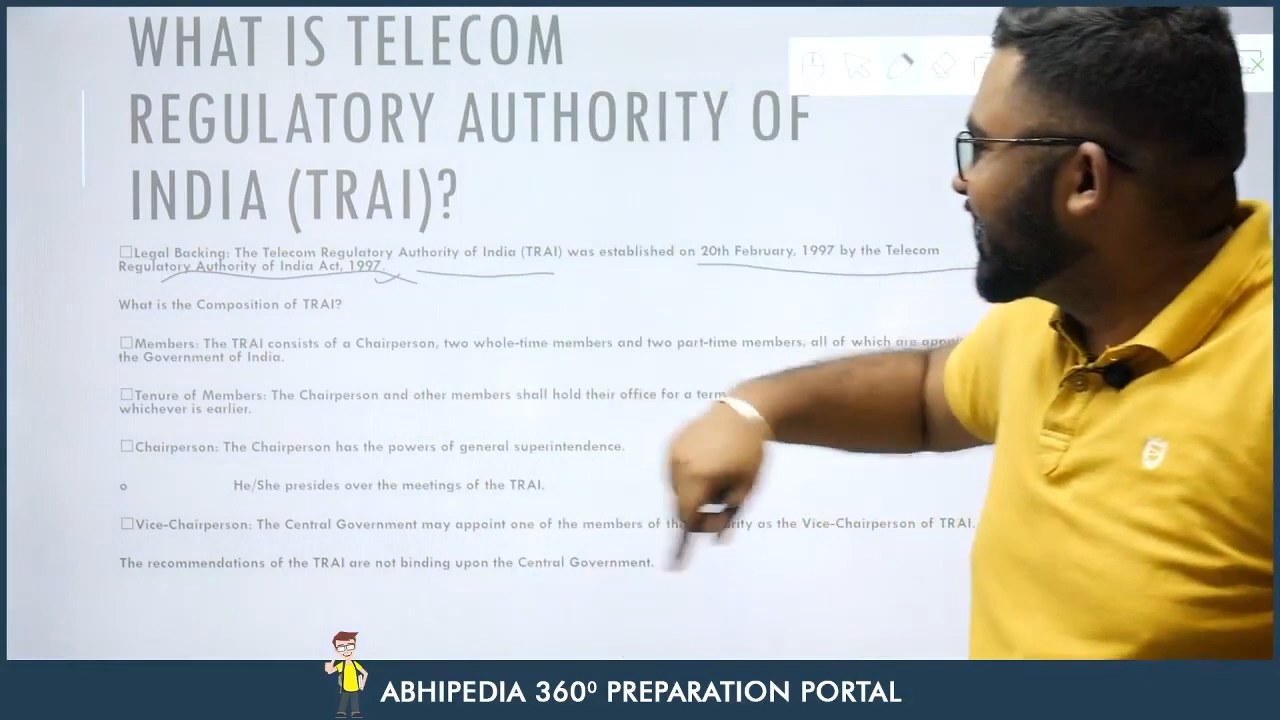 WHAT IS TELECOM
REGULATORY AUTHORITY OF
INDIA (TRAI)?
☐Legal Backing: The Telecom Regulatory Authority of India (TRAI) was established on 20th February, 1997 by the Telecom
Regulatory Authority of India Act, 1997.
What is the Composition of TRAI?
☐Members: The TRAI consists of a Chairperson, two whole-time members and two part-time members, all of which are
the Government of India.
☐Tenure of Members: The Chairperson and other members shall hold their office for a term
whichever is earlier.
☐Chairperson: The Chairperson has the powers of general superintendence.
o He/She presides over the meetings of the TRAI.
☐Vice-Chairperson: The Central Government may appoint one of the members of as the Vice-Chairperson of TRAI.
The recommendations of the TRAI are not binding upon the Central Government.
ABHIPEDIA 360⁰ PREPARATION PORTAL